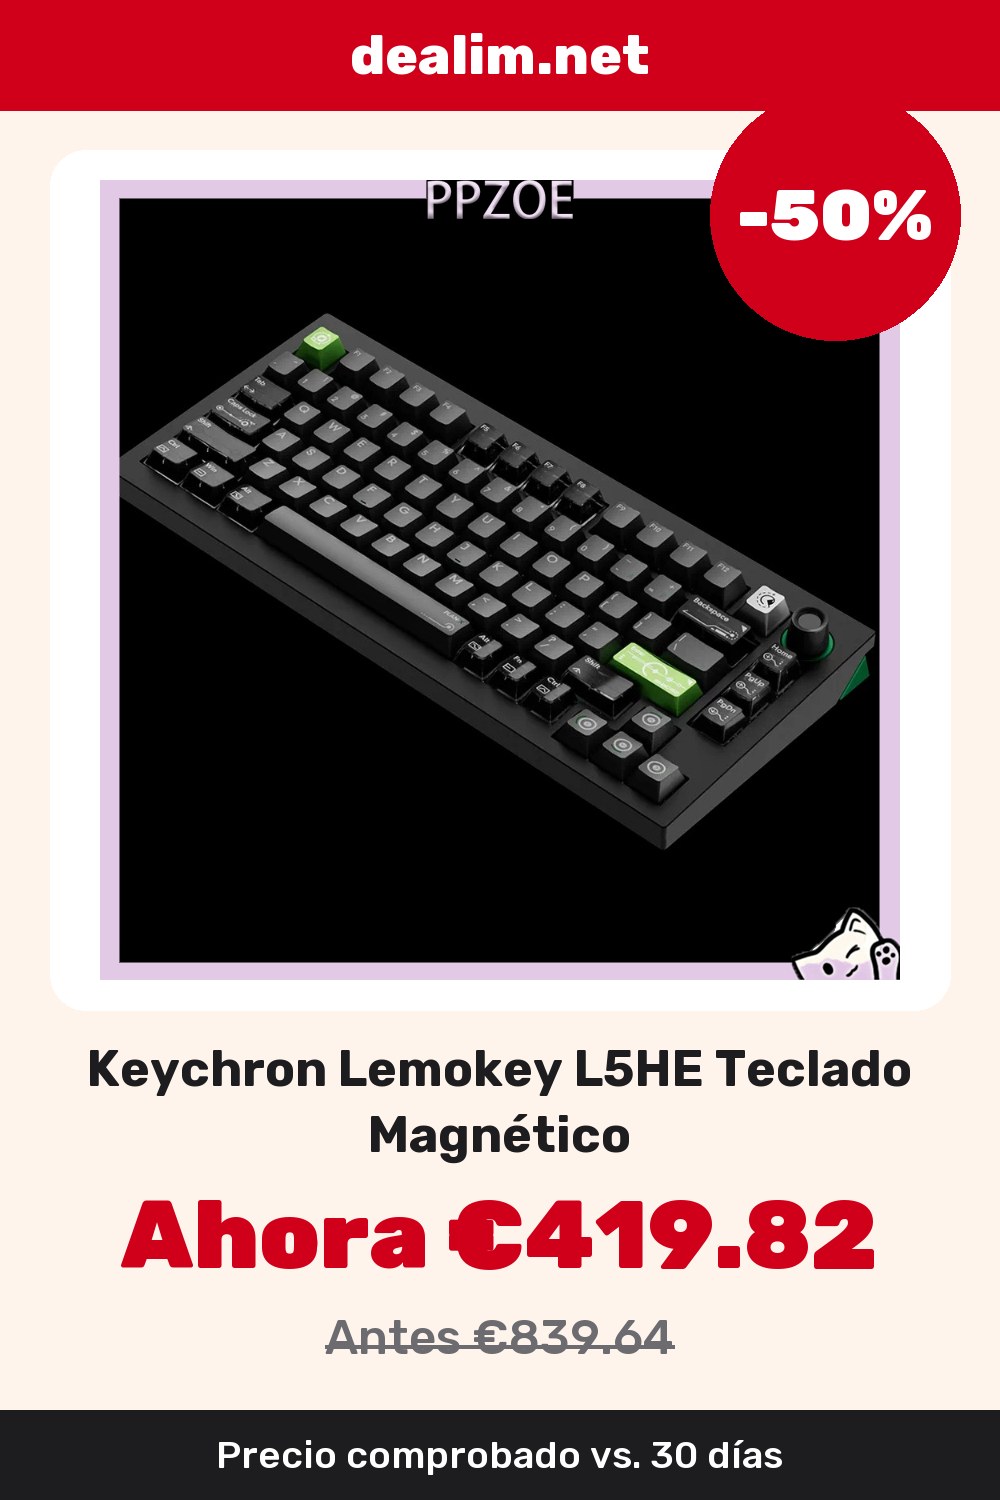 dealim.net
-50%
PPZOE
Keychron Lemokey L5HE Teclado
Magnético
Ahora €419.82
Antes €839.64
Precio comprobado vs. 30 días